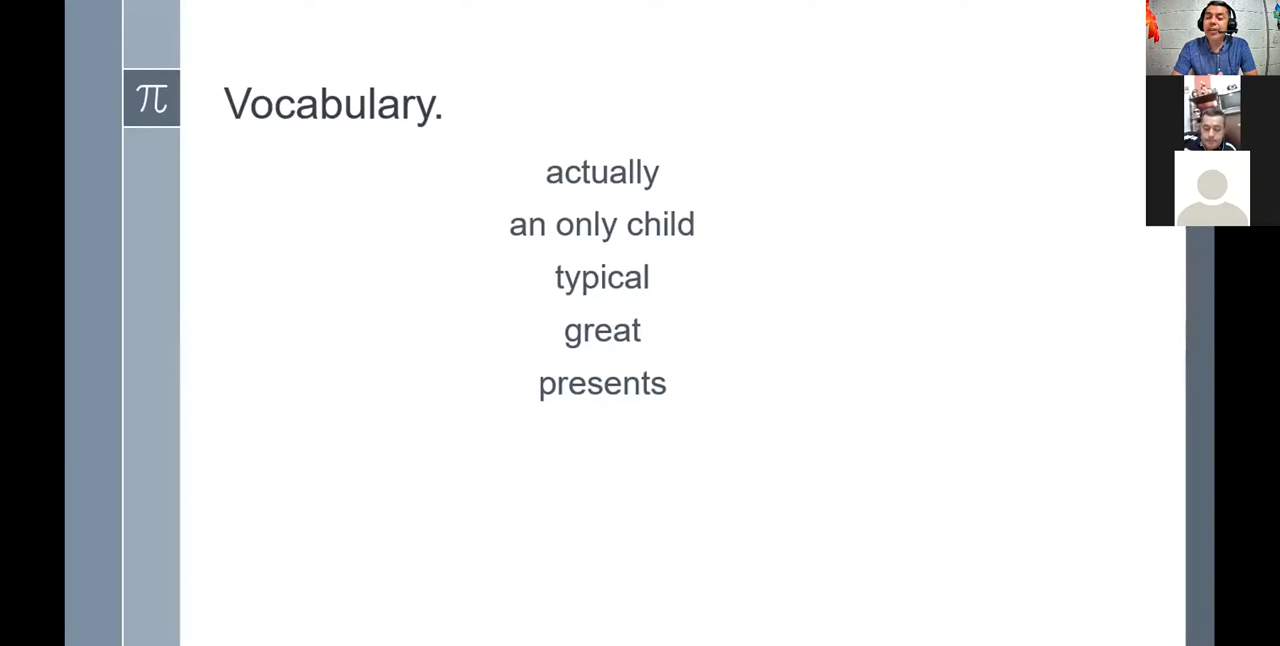 π
Vocabulary.
actually
an only child
typical
great
presents